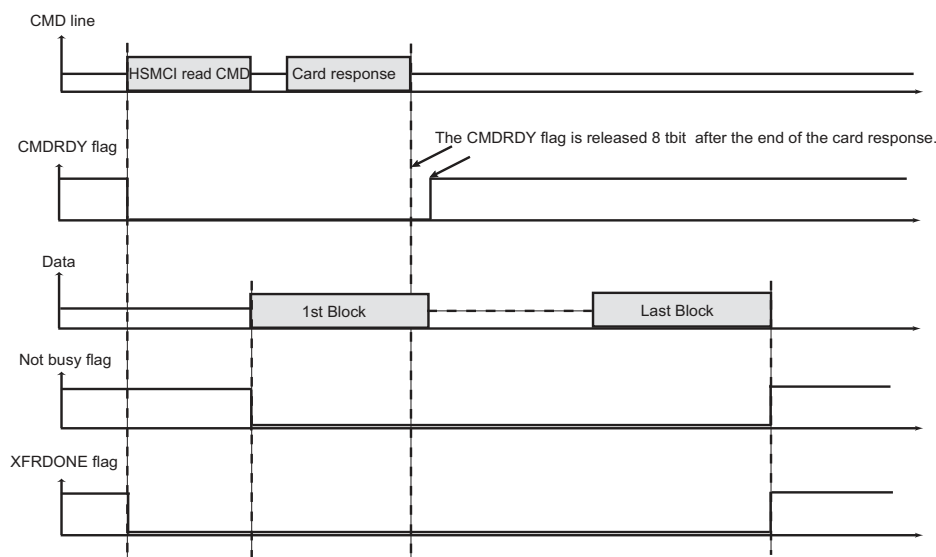 CMD line
HSMCI read CMD
Card response
The CMDRDY flag is released 8 tbit after the end of the card response.
CMDRDY flag
Data
1st Block
Last Block
Not busy flag
XFRDONE flag